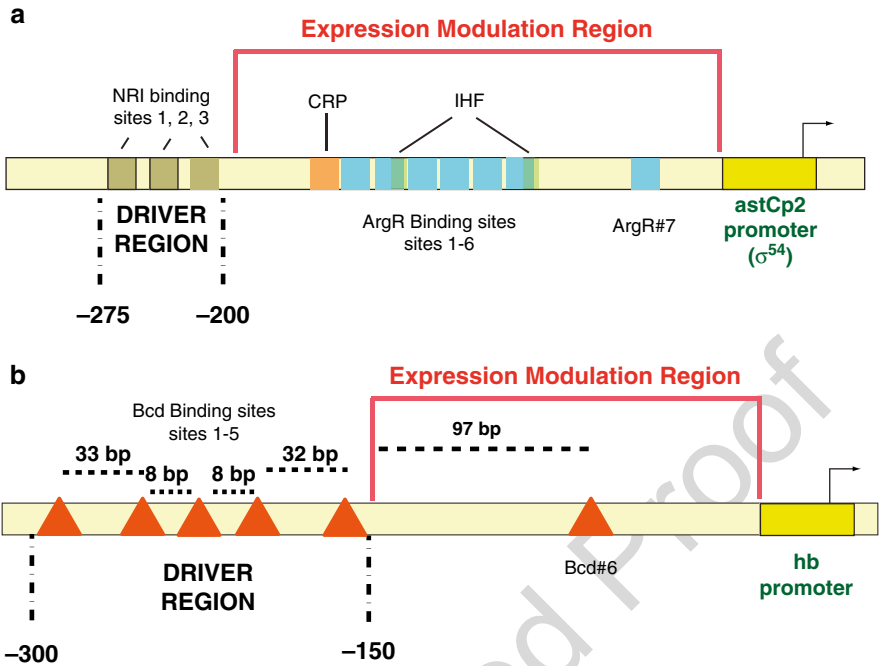 a
Expression Modulation Region
NRI binding
sites 1, 2, 3
CRP
IHF
DRIVER
REGION
ArgR Binding sites
sites 1-6
ArgR#7
astCp2
promoter
(σ54)
–275
–200
b
Expression Modulation Region
Bcd Binding sites
sites 1-5
33 bp
8 bp
8 bp
32 bp
97 bp
DRIVER
REGION
Bcd#6
hb
promoter
–300
–150
ed Proof